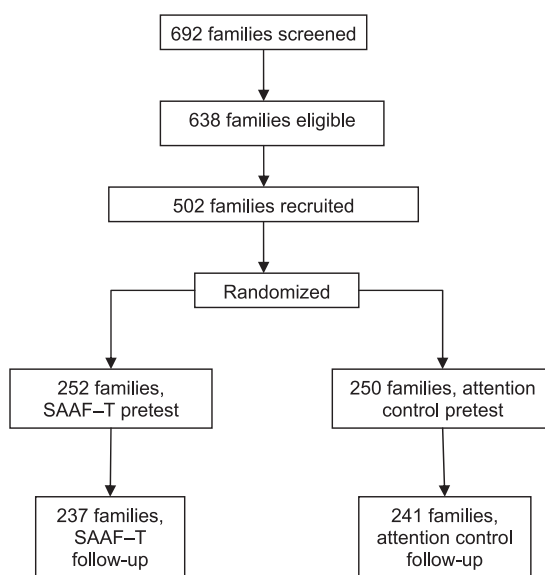 692 families screened
638 families eligible
502 families recruited
Randomized
252 families,
SAAF–T pretest
250 families, attention
control pretest
237 families,
SAAF–T
follow-up
241 families,
attention control
follow-up